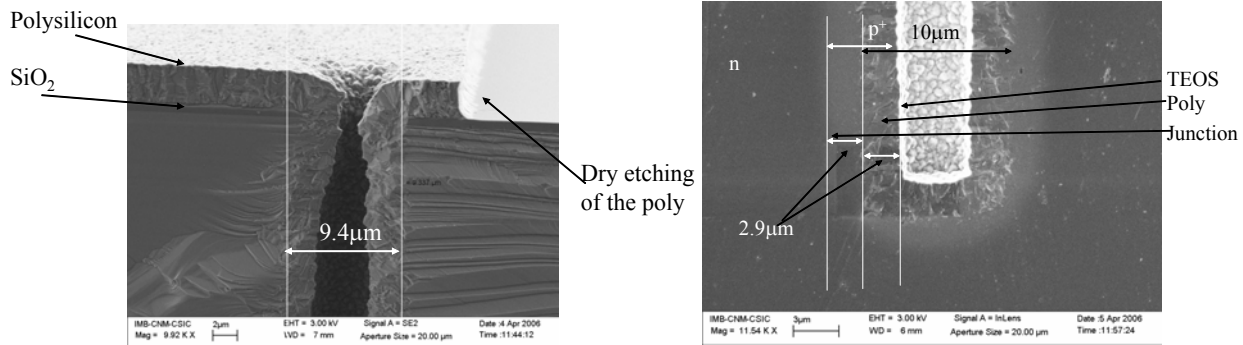 Polysilicon
SiO₂
9.4µm
Dry etching
of the poly
IMB-CNM-CSIC
Mag = 9.92 K X
2µm
EHT = 3.00 kV
WD = 7 mm
Signal A = SE2
Aperture Size = 20.00 µm
Date :4 Apr 2006
Time :11:44:12
p⁺
10µm
n
TEOS
Poly
Junction
2.9µm
IMB-CNM-CSIC
Mag = 11.54 K X
3µm
EHT = 3.00 kV
WD = 6 mm
Signal A = InLens
Aperture Size = 20.00 µm
Date :5 Apr 2006
Time :11:57:24